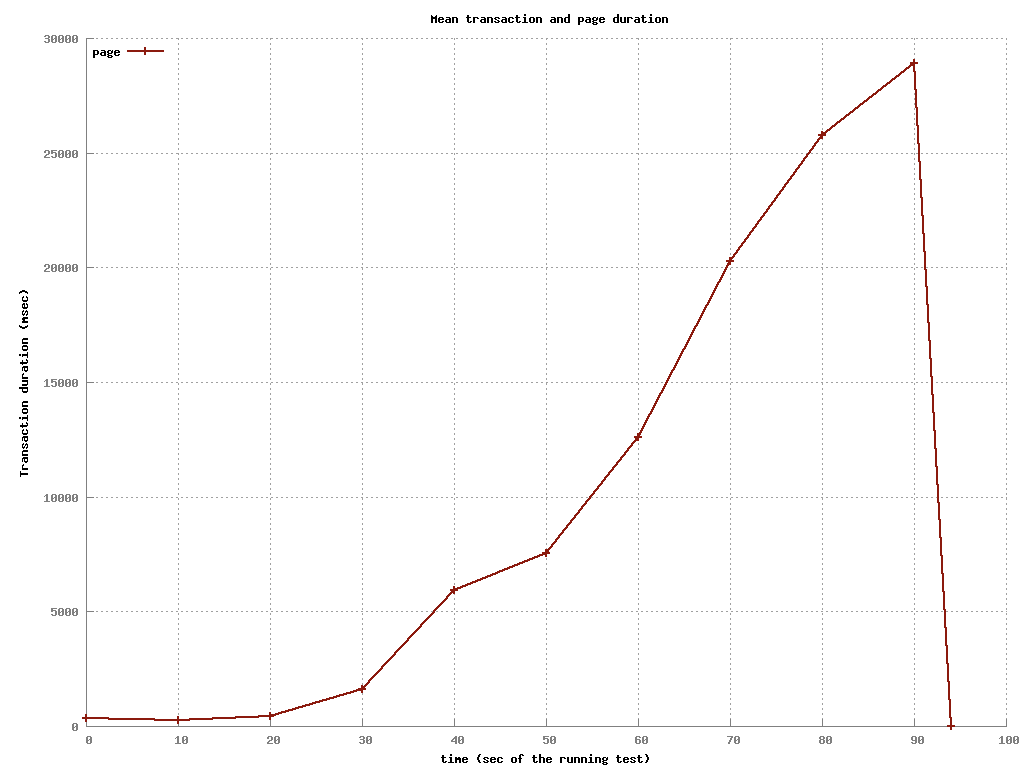 Mean transaction and page duration
page
30000
25000
20000
15000
10000
5000
0
Transaction duration (msec)
0 10 20 30 40 50 60 70 80 90 100
time (sec of the running test)